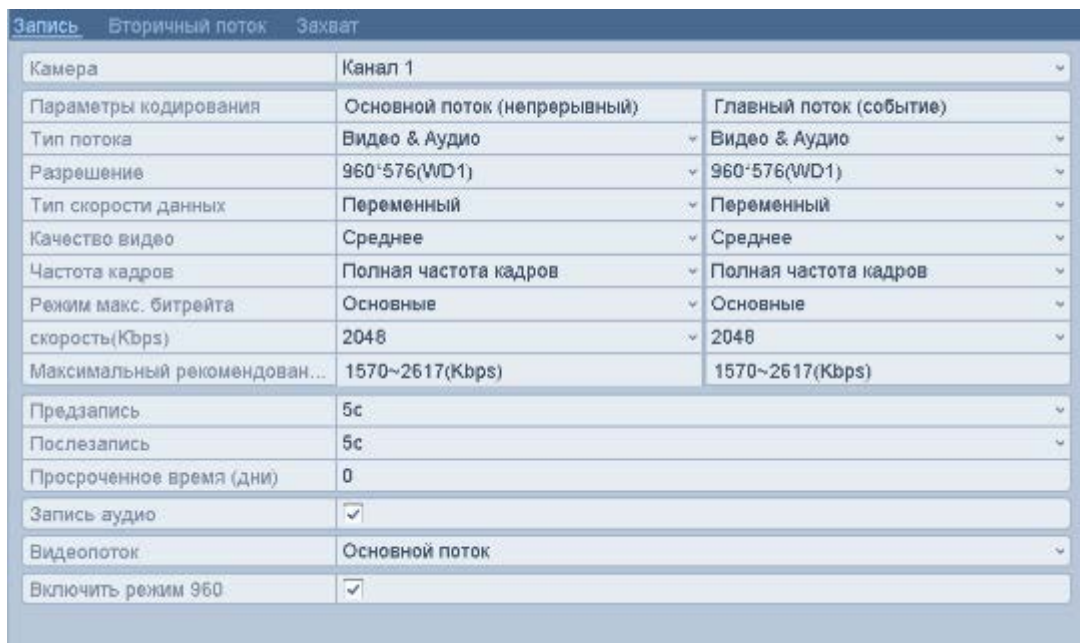 Запись Вторичный поток Захват
Камера Канал 1
Параметры кодирования Основной поток (непрерывный) Главный поток (событие)
Тип потока Видео & Аудио Видео & Аудио
Разрешение 960*576(WD1) 960*576(WD1)
Тип скорости данных Переменный Переменный
Качество видео Среднее Среднее
Частота кадров Полная частота кадров Полная частота кадров
Режим макс. битрейта Основные Основные
скорость(Kbps) 2048 2048
Максимальный рекомендован... 1570~2617(Kbps) 1570~2617(Kbps)
Предзапись 5с
Послезапись 5с
Просроченное время (дни) 0
Запись аудио
Видеопоток Основной поток
Включить режим 960